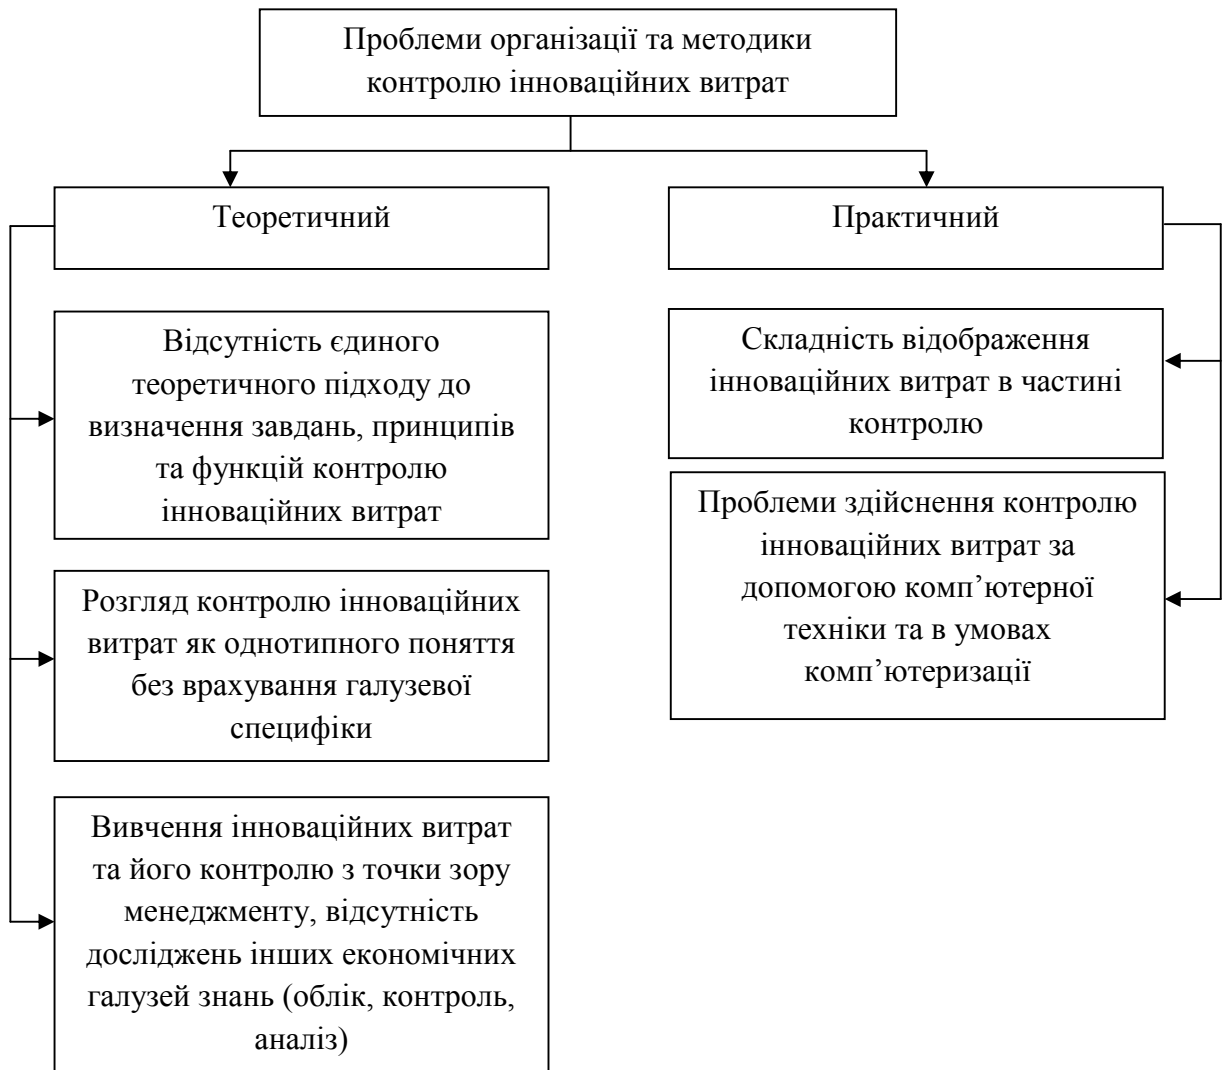 Проблеми організації та методики
контролю інноваційних витрат
Теоретичний
Відсутність єдиного
теоретичного підходу до
визначення завдань, принципів
та функцій контролю
інноваційних витрат
Розгляд контролю інноваційних
витрат як однотипного поняття
без врахування галузевої
специфіки
Вивчення інноваційних витрат
та його контролю з точки зору
менеджменту, відсутність
досліджень інших економічних
галузей знань (облік, контроль,
аналіз)
Практичний
Складність відображення
інноваційних витрат в частині
контролю
Проблеми здійснення контролю
інноваційних витрат за
допомогою комп’ютерної
техніки та в умовах
комп’ютеризації